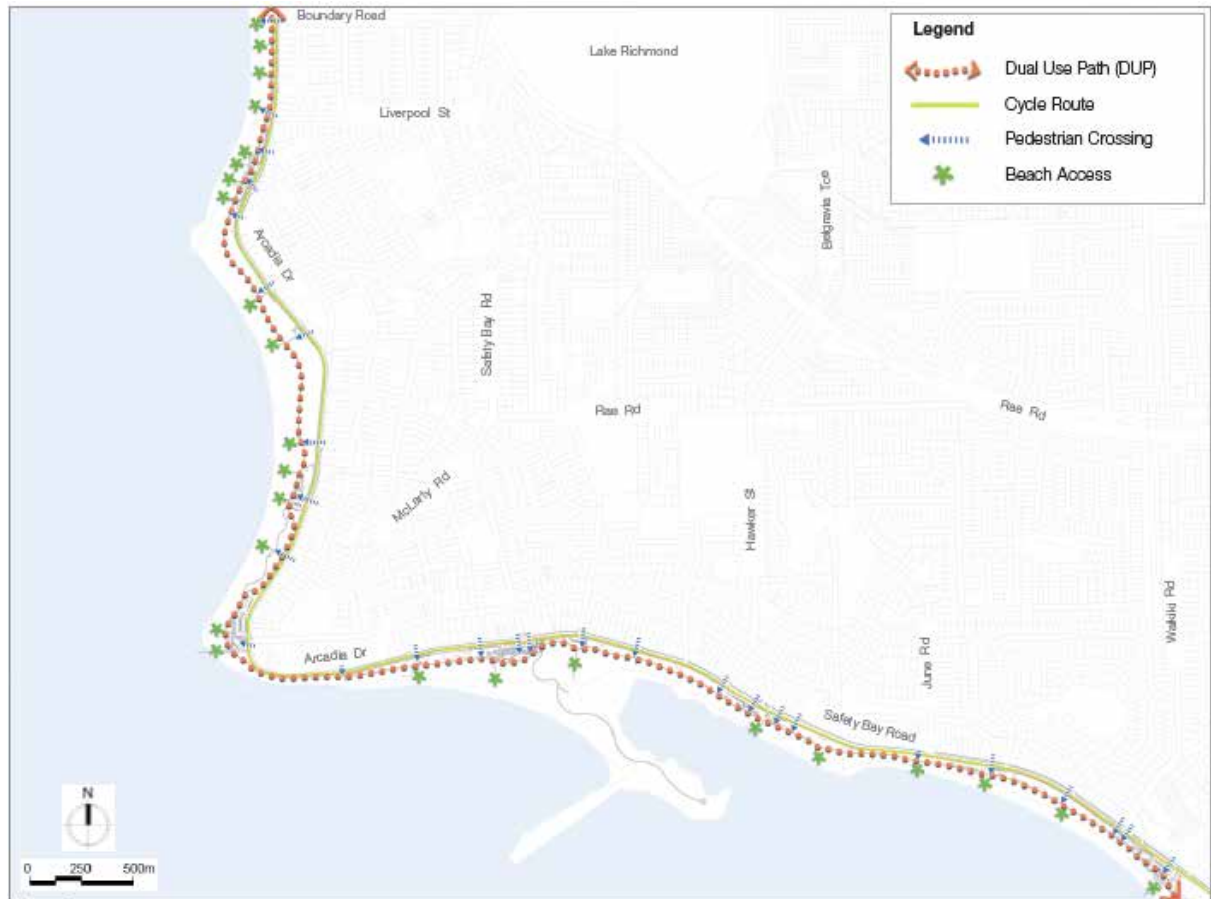 Boundary Road
Lake Richmond
Legend
Dual Use Path (DUP)
Cycle Route
Pedestrian Crossing
Beach Access
Liverpool St
Belgravia Tce
Arcadia Dr
Safety Bay Rd
Rae Rd
Rae Rd
McLarty Rd
Hawker St
Waikiki Rd
June Rd
Arcadia Dr
Safety Bay Road
N
0 250 500m